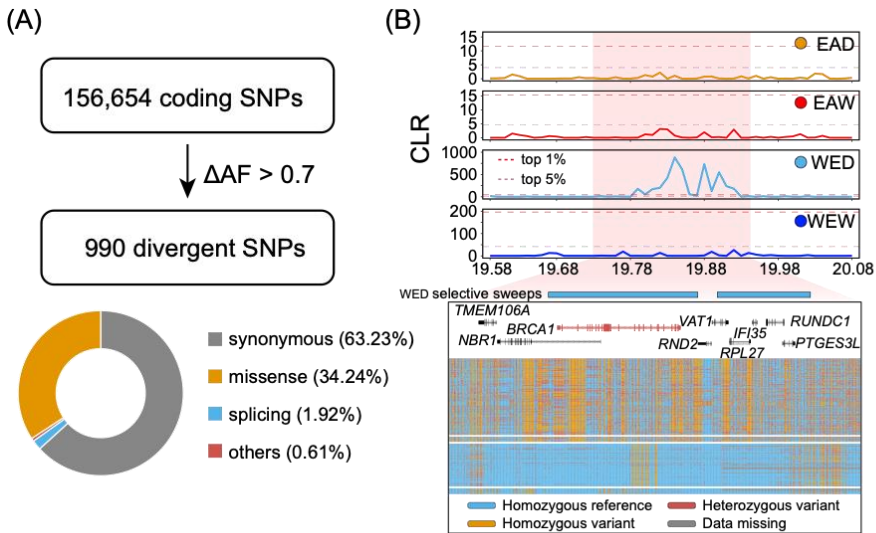 (A)
156,654 coding SNPs
ΔAF > 0.7
990 divergent SNPs
synonymous (63.23%)
missense (34.24%)
splicing (1.92%)
others (0.61%)
(B)
CLR
15
10
5
0
EAD
15
10
5
0
EAW
1000
500
0
top 1%
top 5%
WED
200
100
0
WEW
19.58 19.68 19.78 19.88 19.98 20.08
WED selective sweeps
TMEM106A
BRCA1
VAT1
RUNDC1
IFI35
NBR1
RND2
PTGES3L
RPL27
Homozygous reference
Heterozygous variant
Homozygous variant
Data missing